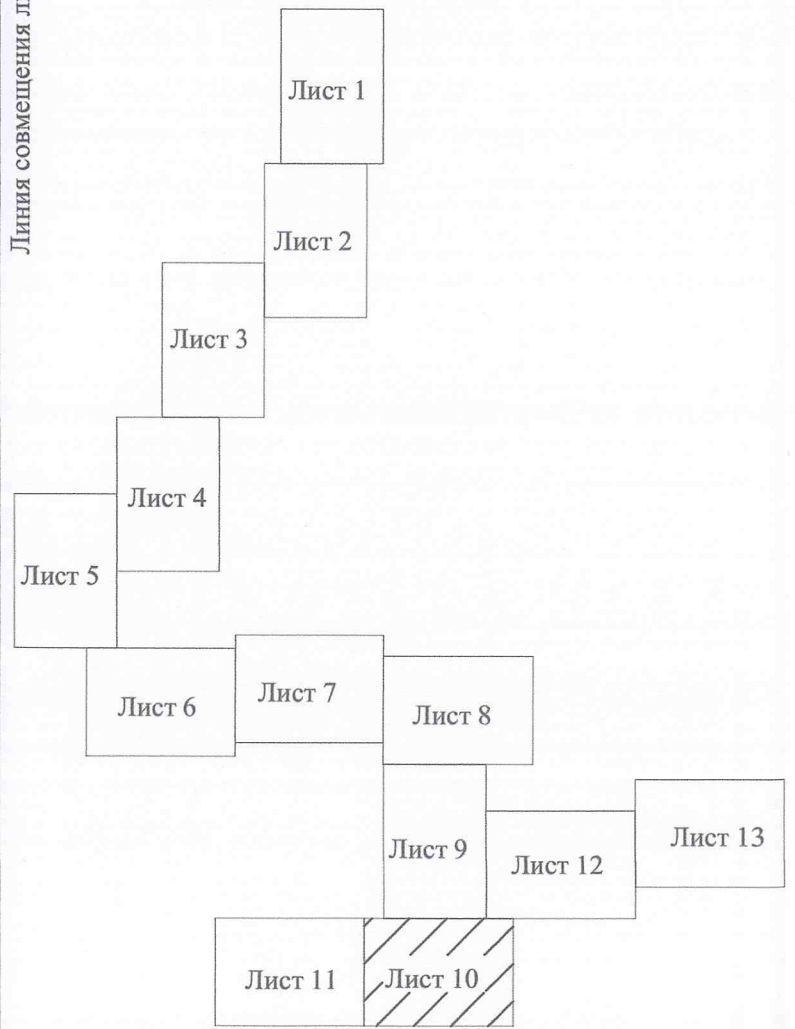 Линия совмещения
Лист 1
Лист 2
Лист 3
Лист 4
Лист 5
Лист 6
Лист 7
Лист 8
Лист 9
Лист 12
Лист 13
Лист 11
Лист 10